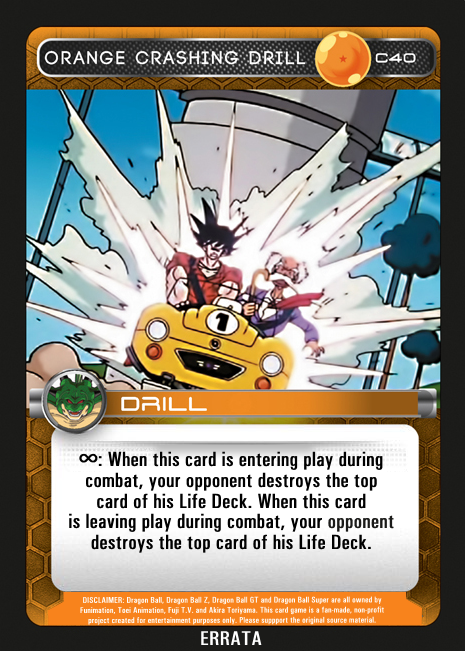 ORANGE CRASHING DRILL C40
1
DRILL
∞: When this card is entering play during
combat, your opponent destroys the top
card of his Life Deck. When this card
is leaving play during combat, your opponent
destroys the top card of his Life Deck.
DISCLAIMER: Dragon Ball, Dragon Ball Z, Dragon Ball GT and Dragon Ball Super are all owned by
Funimation, Toei Animation, Fuji T.V. and Akira Toriyama. This card game is a fan-made, non-profit
project created for entertainment purposes only. Please suppport the original source material.
ERRATA